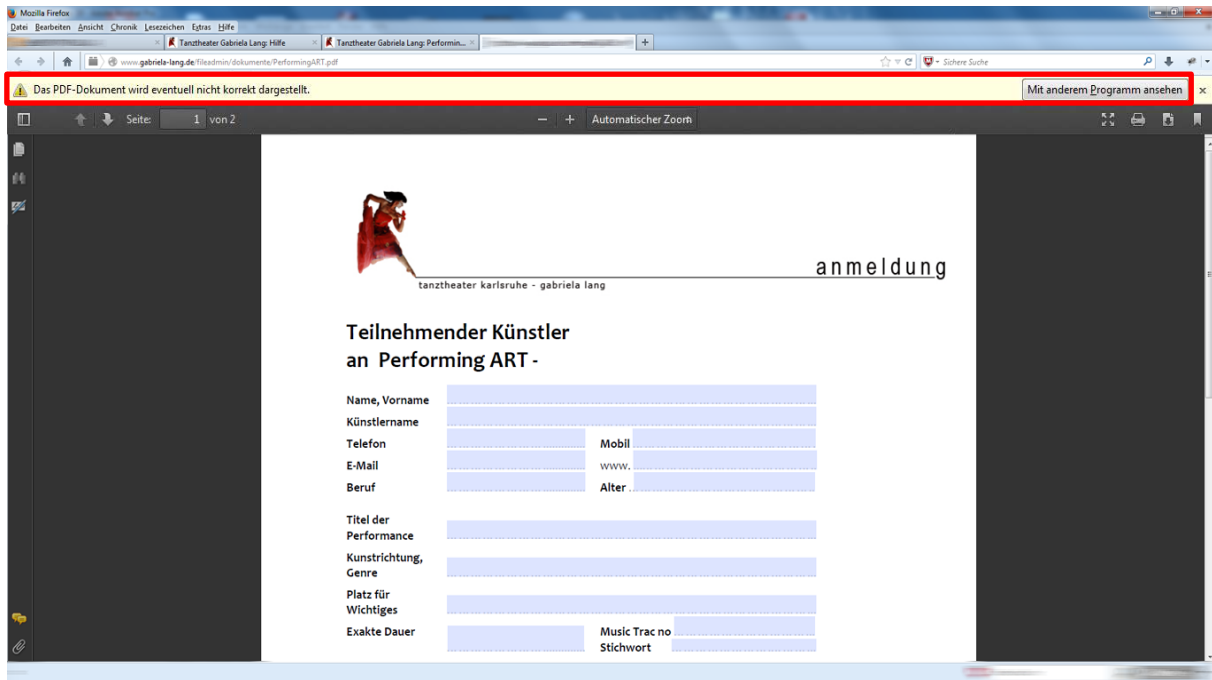 Mozilla Firefox
Datei Bearbeiten Ansicht Chronik Lesezeichen Extras Hilfe
Tanztheater Gabriela Lang: Hilfe × Tanztheater Gabriela Lang: Performin... ×
www.gabriela-lang.de/fileadmin/dokumente/PerformingART.pdf Sichere Suche
Das PDF-Dokument wird eventuell nicht korrekt dargestellt. Mit anderem Programm ansehen ×
Seite: 1 von 2 Automatischer Zoom
anmeldung
tanztheater karlsruhe - gabriela lang
Teilnehmender Künstler
an Performing ART -
Name, Vorname
Künstlername
Telefon Mobil
E-Mail www.
Beruf Alter .
Titel der
Performance
Kunstrichtung,
Genre
Platz für
Wichtiges
Exakte Dauer Music Trac no
Stichwort